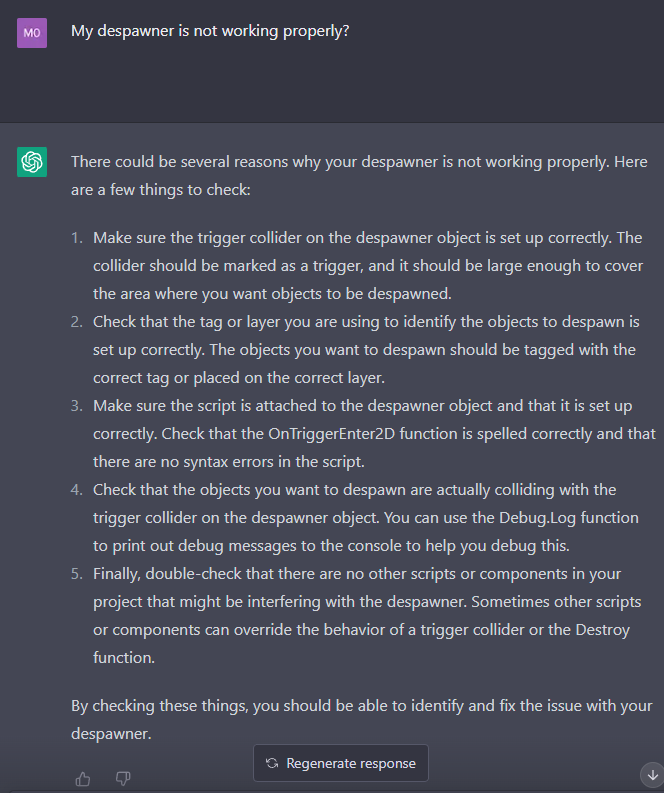 MO
My despawner is not working properly?
There could be several reasons why your despawner is not working properly. Here
are a few things to check:
1. Make sure the trigger collider on the despawner object is set up correctly. The
collider should be marked as a trigger, and it should be large enough to cover
the area where you want objects to be despawned.
2. Check that the tag or layer you are using to identify the objects to despawn is
set up correctly. The objects you want to despawn should be tagged with the
correct tag or placed on the correct layer.
3. Make sure the script is attached to the despawner object and that it is set up
correctly. Check that the OnTriggerEnter2D function is spelled correctly and that
there are no syntax errors in the script.
4. Check that the objects you want to despawn are actually colliding with the
trigger collider on the despawner object. You can use the Debug.Log function
to print out debug messages to the console to help you debug this.
5. Finally, double-check that there are no other scripts or components in your
project that might be interfering with the despawner. Sometimes other scripts
or components can override the behavior of a trigger collider or the Destroy
function.
By checking these things, you should be able to identify and fix the issue with your
despawner.
Regenerate response